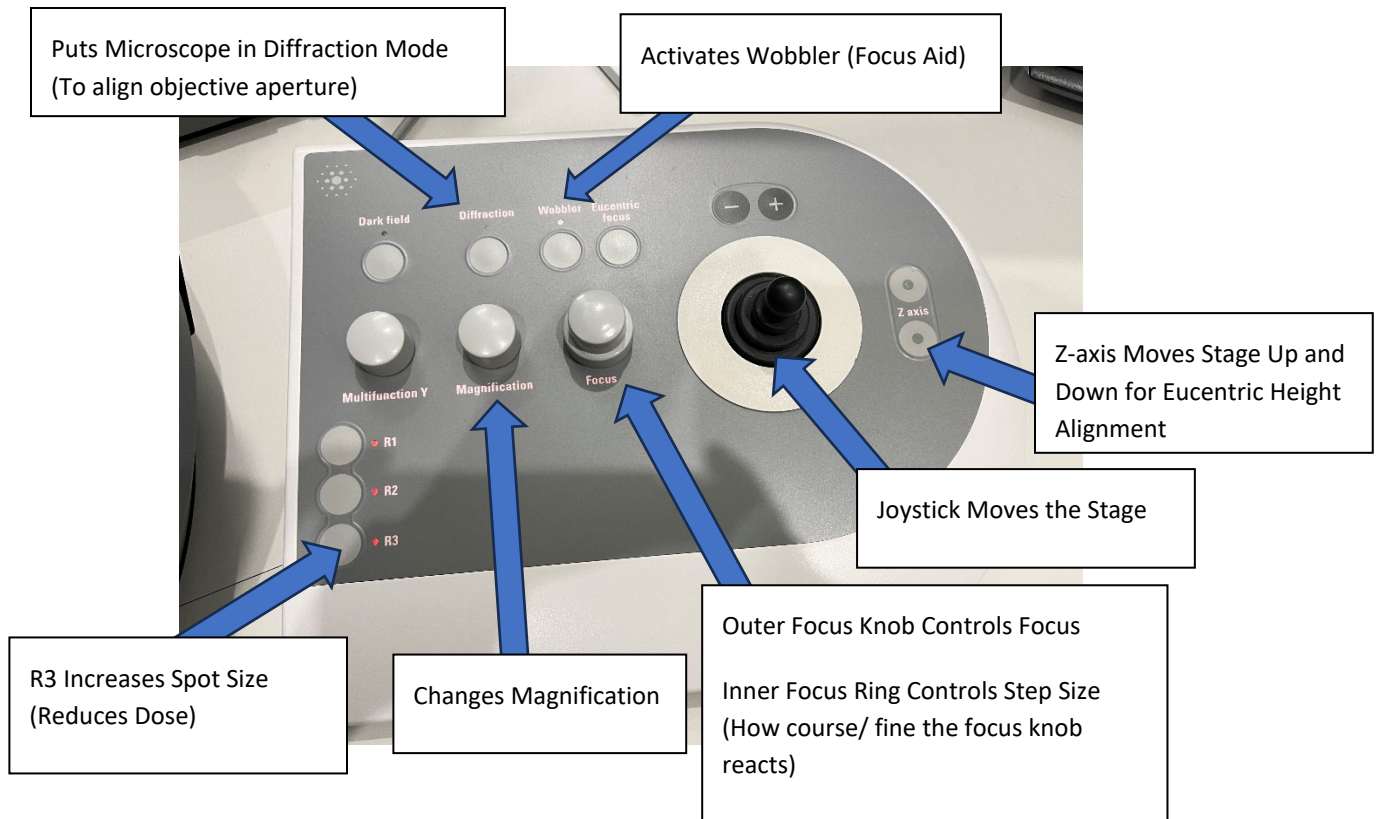 Puts Microscope in Diffraction Mode
(To align objective aperture)
Activates Wobbler (Focus Aid)
Dark field
Diffraction
Wobbler
Eucentric
focus
- +
Z axis
Multifunction Y
Magnification
Focus
R1
R2
R3
Z-axis Moves Stage Up and
Down for Eucentric Height
Alignment
Joystick Moves the Stage
Outer Focus Knob Controls Focus
Inner Focus Ring Controls Step Size
(How course/ fine the focus knob
reacts)
Changes Magnification
R3 Increases Spot Size
(Reduces Dose)